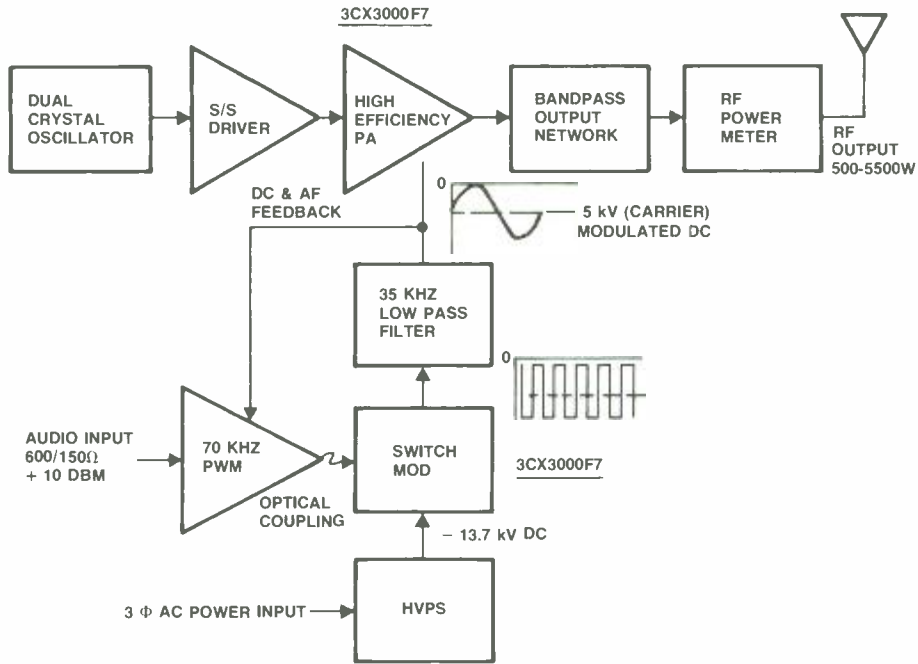 3CX3000F7
DUAL
CRYSTAL
OSCILLATOR
S/S
DRIVER
HIGH
EFFICIENCY
PA
BANDPASS
OUTPUT
NETWORK
RF
POWER
METER
RF
OUTPUT
500-5500W
DC & AF
FEEDBACK
0
5 kV (CARRIER)
MODULATED DC
35 KHZ
LOW PASS
FILTER
0
AUDIO INPUT
600/150Ω
+ 10 DBM
70 KHZ
PWM
OPTICAL
COUPLING
SWITCH
MOD
3CX3000F7
– 13.7 kV DC
3 Φ AC POWER INPUT
HVPS